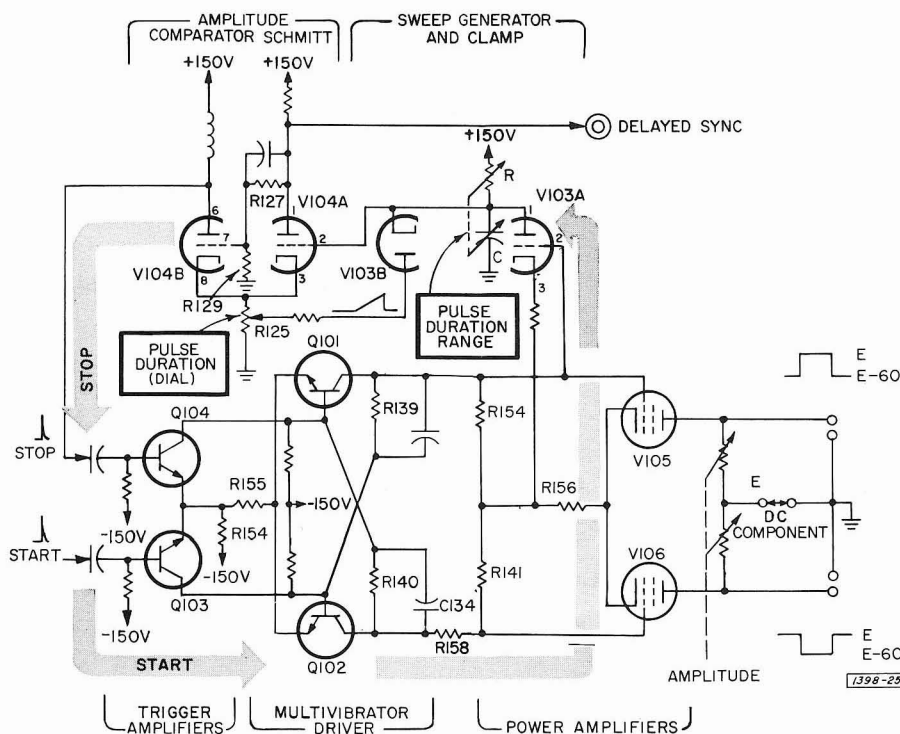 AMPLITUDE
COMPARATOR SCHMITT
SWEEP GENERATOR
AND CLAMP
+150V
+150V
DELAYED SYNC
+150V
R
R127
V104A
V103A
6
1
1
7
2
2
V104B
8
3
V103B
C
3
R129
R125
PULSE
DURATION
(DIAL)
PULSE
DURATION
RANGE
STOP
Q101
E
E-60
Q104
R139
R154
STOP
V105
R155
-150V
R156
E
-150V
R154
DC
COMPONENT
START
-150V
V106
Q103
R140
R141
C134
-150V
R158
START
Q102
E
E-60
AMPLITUDE
1398-25
TRIGGER
AMPLIFIERS
MULTIVIBRATOR
DRIVER
POWER AMPLIFIERS